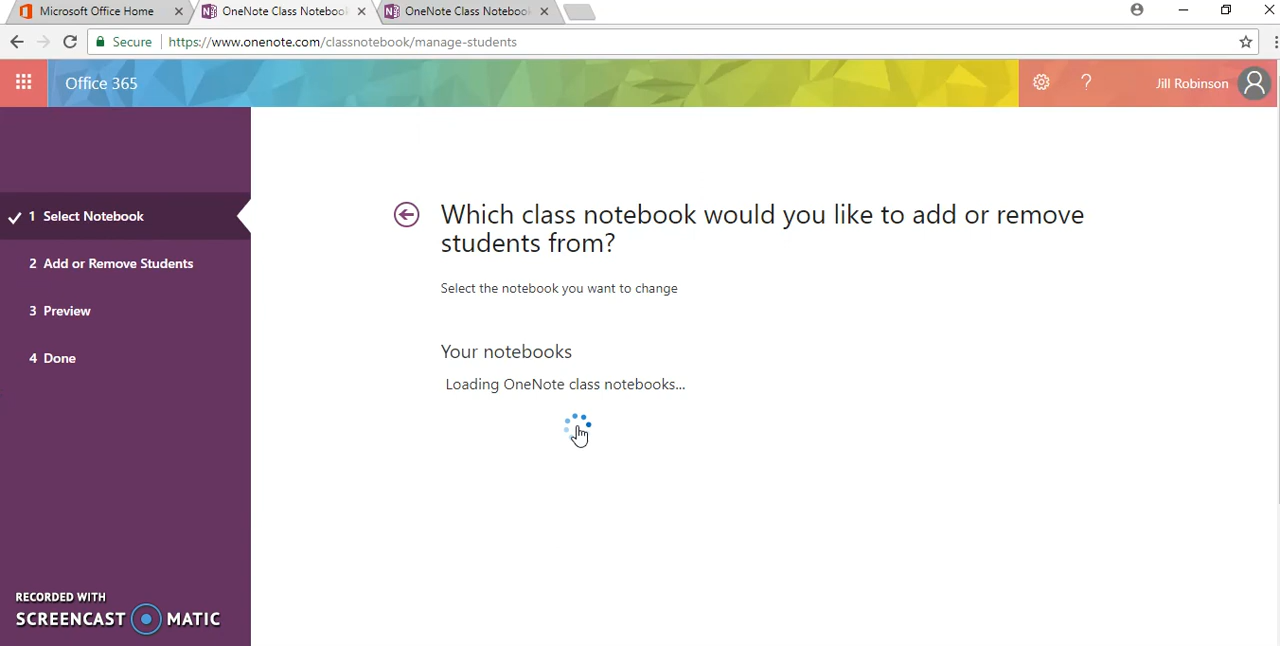 Microsoft Office Home
OneNote Class Noteboo
OneNote Class Notebook
Secure
https://www.onenote.com/classnotebook/manage-students
Office 365
?
Jill Robinson
1 Select Notebook
2 Add or Remove Students
3 Preview
4 Done
Which class notebook would you like to add or remove
students from?
Select the notebook you want to change
Your notebooks
Loading OneNote class notebooks...
RECORDED WITH
SCREENCAST MATIC